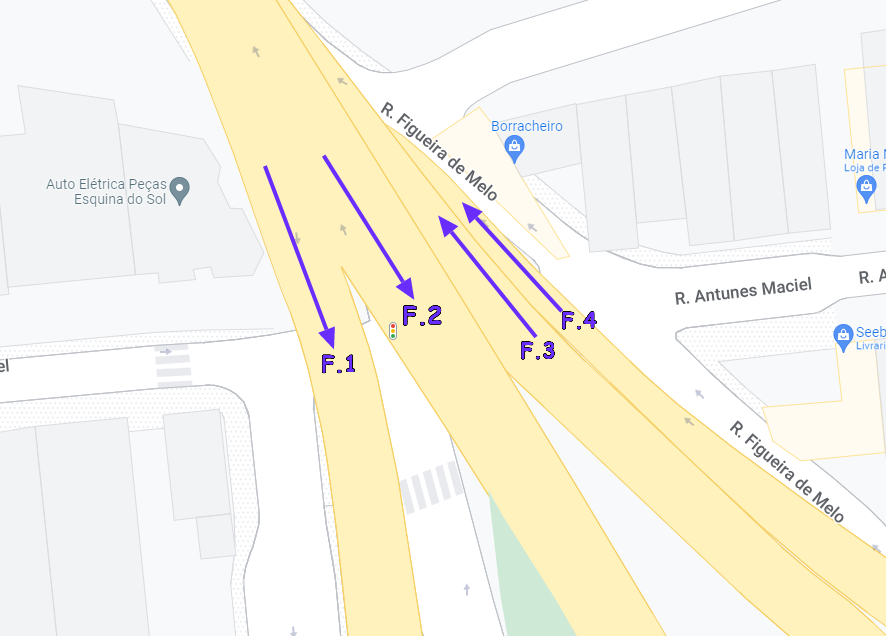 R. Figueira de Melo
Borracheiro
Maria
Loja de
Auto Elétrica Peças
Esquina do Sol
R. Antunes Maciel
R. A
F.2
F.4
F.3
F.1
Seeb
Livrari
el
R. Figueira de Melo